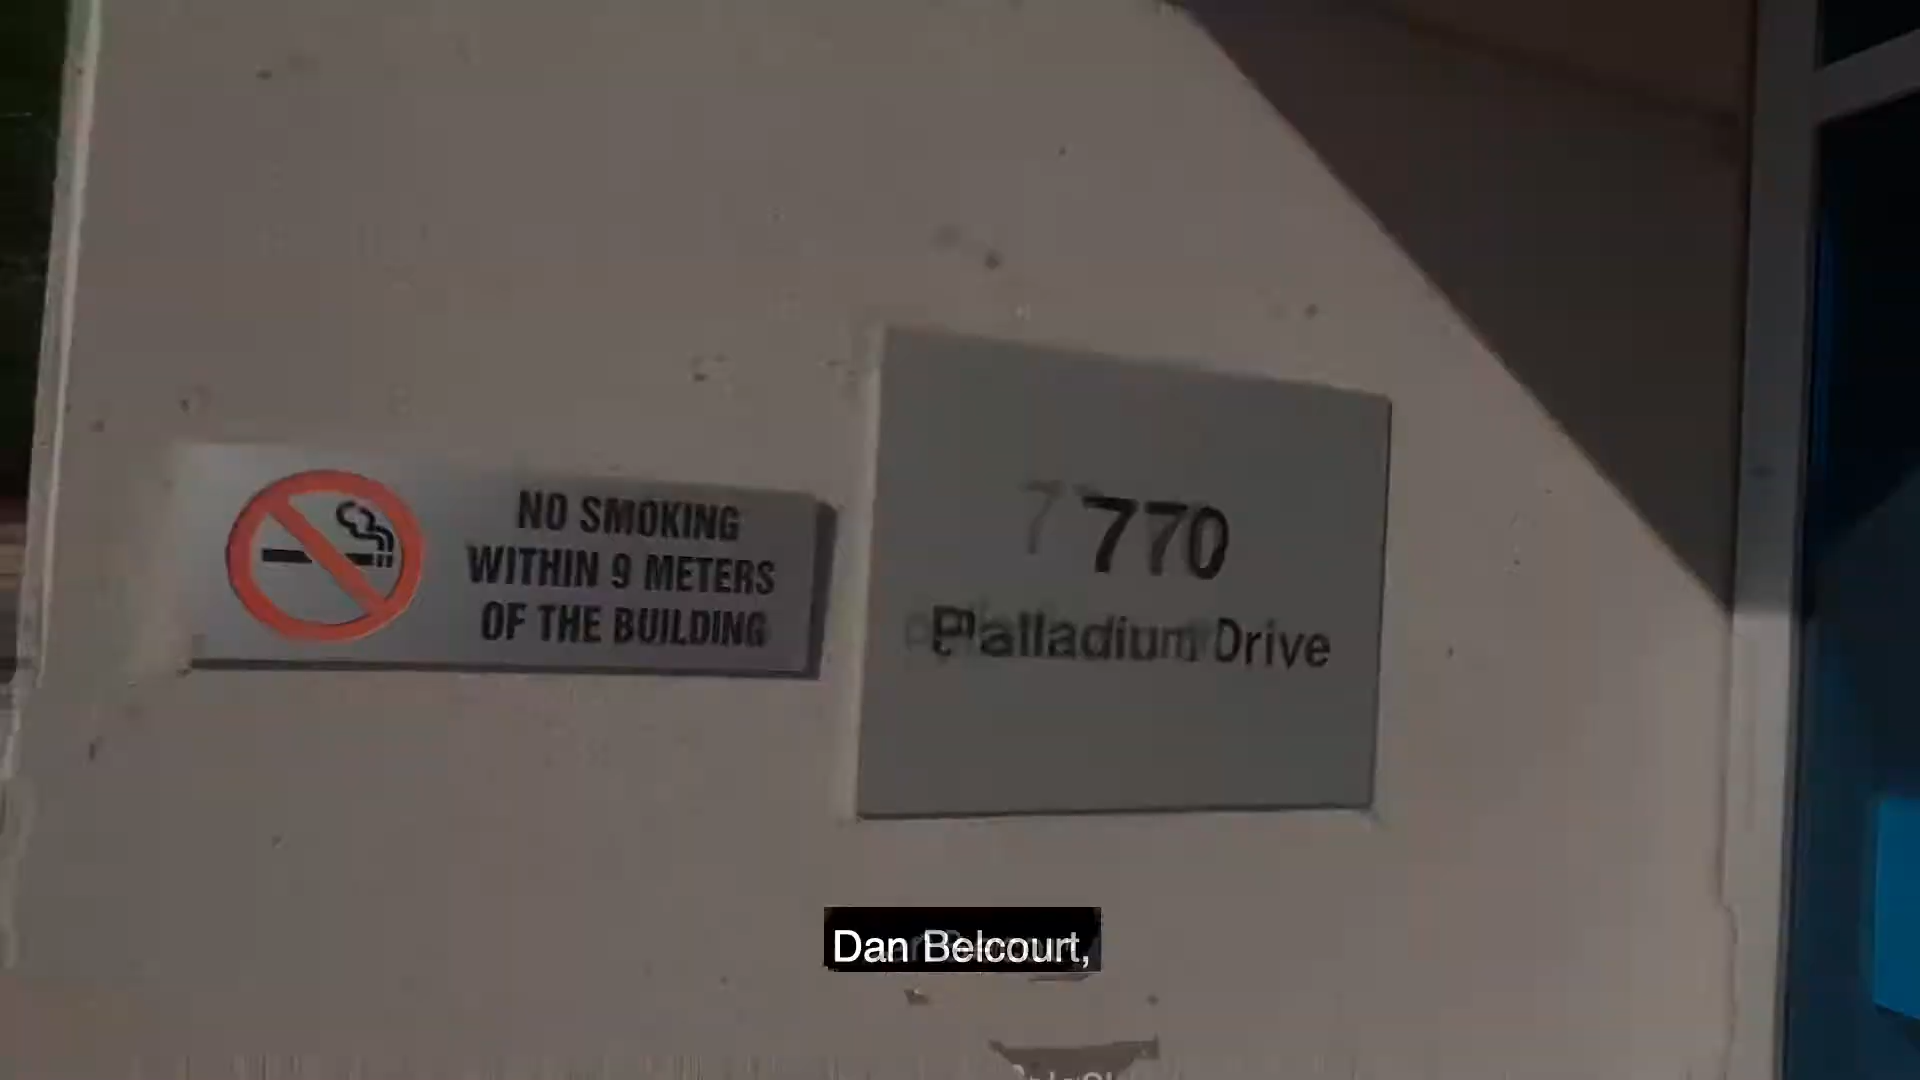 NO SMOKING
WITHIN 9 METERS
OF THE BUILDING
770
Palladium Drive
Dan Belcourt,